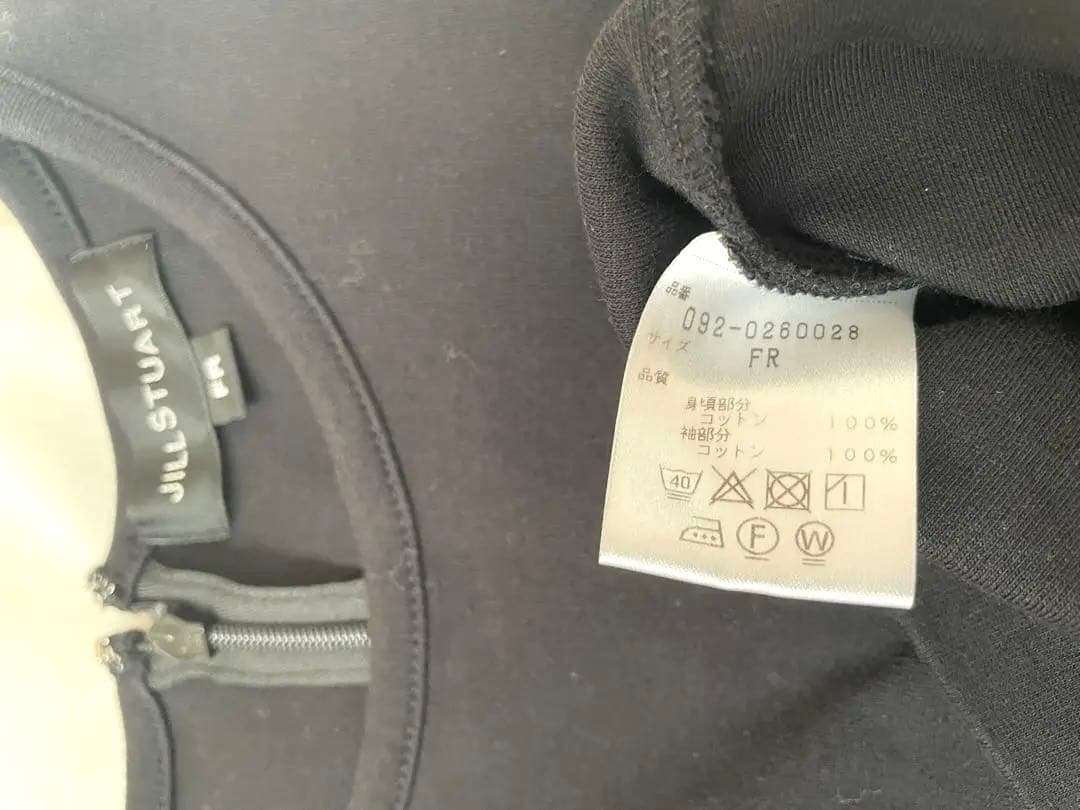 JILLSTUART
FR
品番
092-0260028
サイズ FR
品質
身頃部分
コットン 100%
袖部分
コットン 100%
40
F W